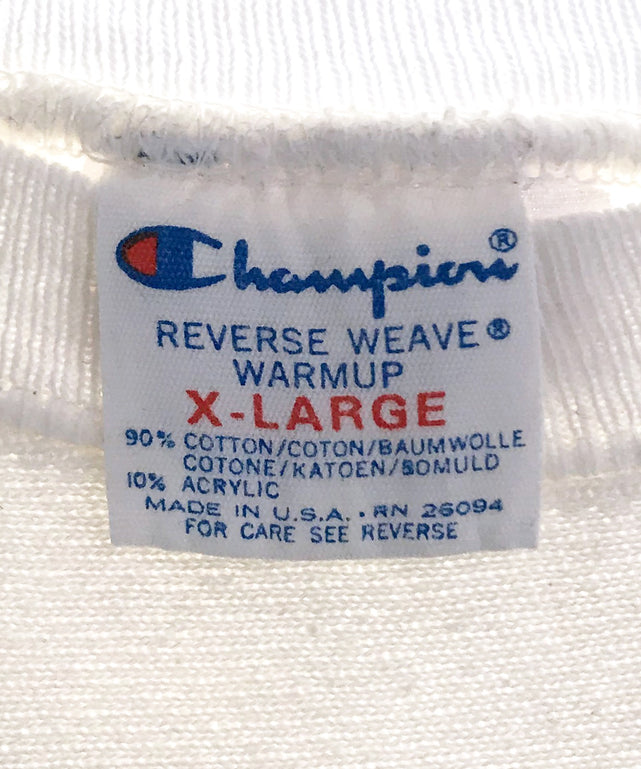 Champion®
REVERSE WEAVE®
WARMUP
X-LARGE
90% COTTON/COTON/BAUMWOLLE
COTONE/KATOEN/BOMULD
10% ACRYLIC
MADE IN U.S.A. · RN 26094
FOR CARE SEE REVERSE